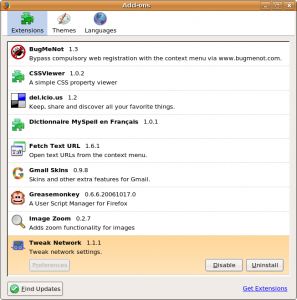 Add-ons
Extensions Themes Languages
BugMeNot 1.3
Bypass compulsory web registration with the context menu via www.bugmenot.com.
CSSViewer 1.0.2
A simple CSS property viewer
del.icio.us 1.2
Keep, share and discover all your favorite things.
Dictionnaire MySpell en Français 1.0.1
Fetch Text URL 1.6.1
Open text URLs from the context menu.
Gmail Skins 0.9.8
Skins and other extra features for Gmail.
Greasemonkey 0.6.6.20061017.0
A User Script Manager for Firefox
Image Zoom 0.2.7
Adds zoom functionality for images
Tweak Network 1.1.1
Tweak network settings.
Preferences Disable Uninstall
Find Updates Get Extensions